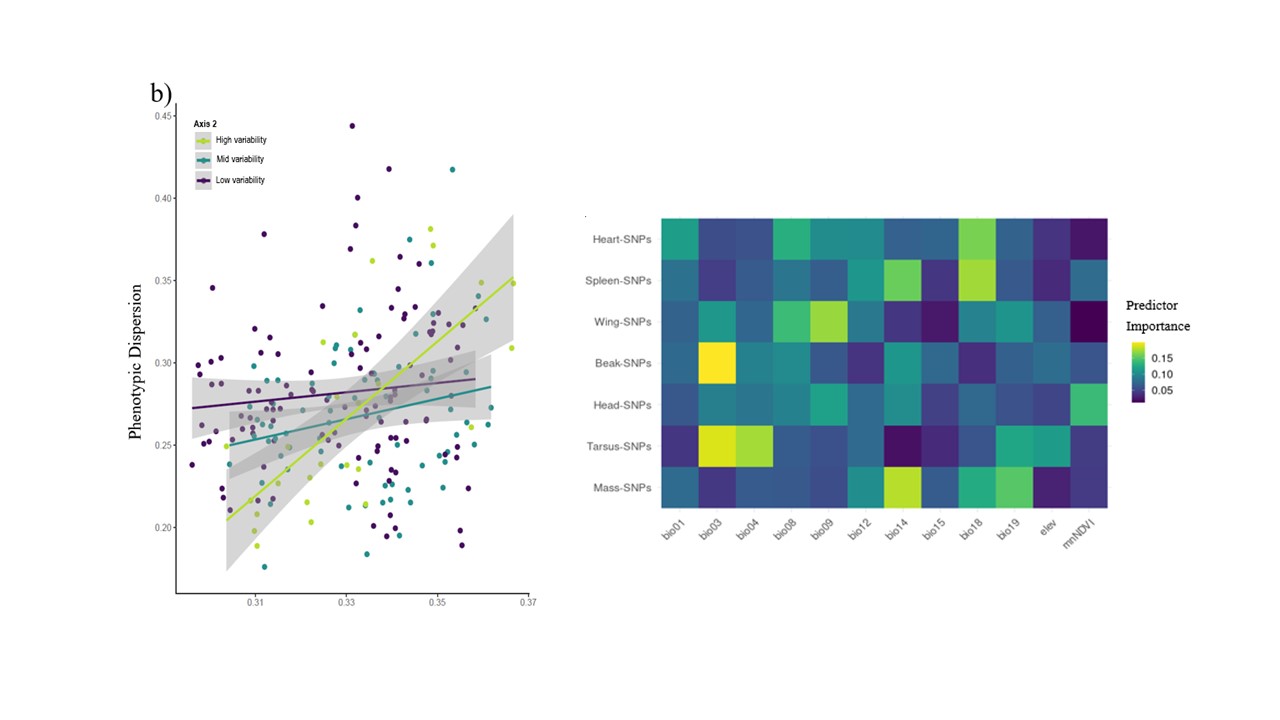 b)
0.45
0.40
0.35
0.30
0.25
0.20
Phenotypic Dispersion
Axis 2
High variability
Mid variability
Low variability
0.31 0.33 0.35 0.37
Heart-SNPs
Spleen-SNPs
Wing-SNPs
Beak-SNPs
Head-SNPs
Tarsus-SNPs
Mass-SNPs
bio01 bio03 bio04 bio08 bio09 bio12 bio14 bio15 bio18 bio19 elev mnNDVI
Predictor
Importance
0.15
0.10
0.05